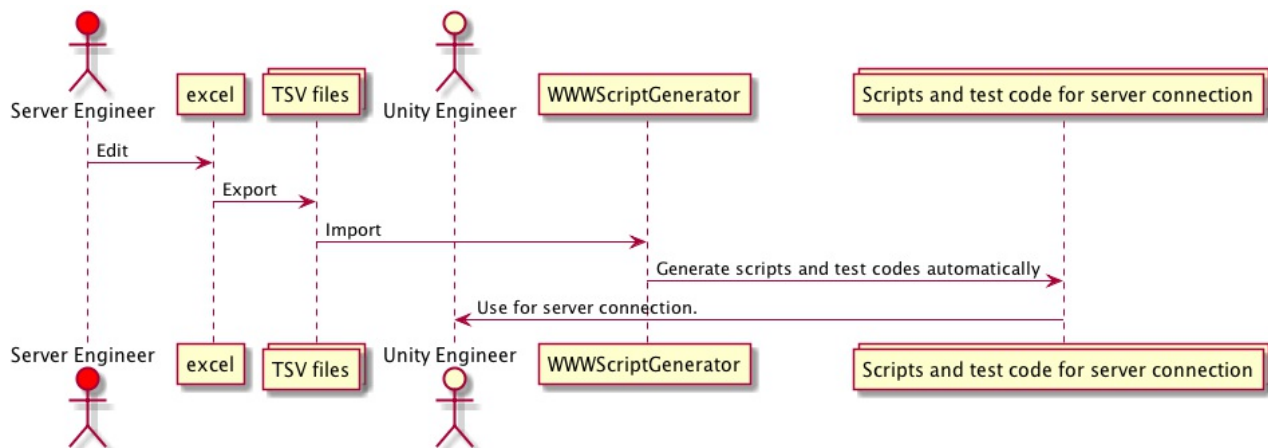 Server Engineer
excel
TSV files
Unity Engineer
WWWScriptGenerator
Scripts and test code for server connection
Edit
Export
Import
Generate scripts and test codes automatically
Use for server connection.
Server Engineer
excel
TSV files
Unity Engineer
WWWScriptGenerator
Scripts and test code for server connection